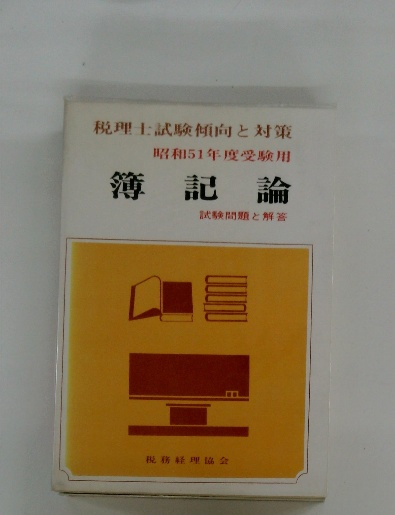 税理士試験傾向と対策
昭和51年度受験用
簿記論
試験問題と解答
税務経理協会